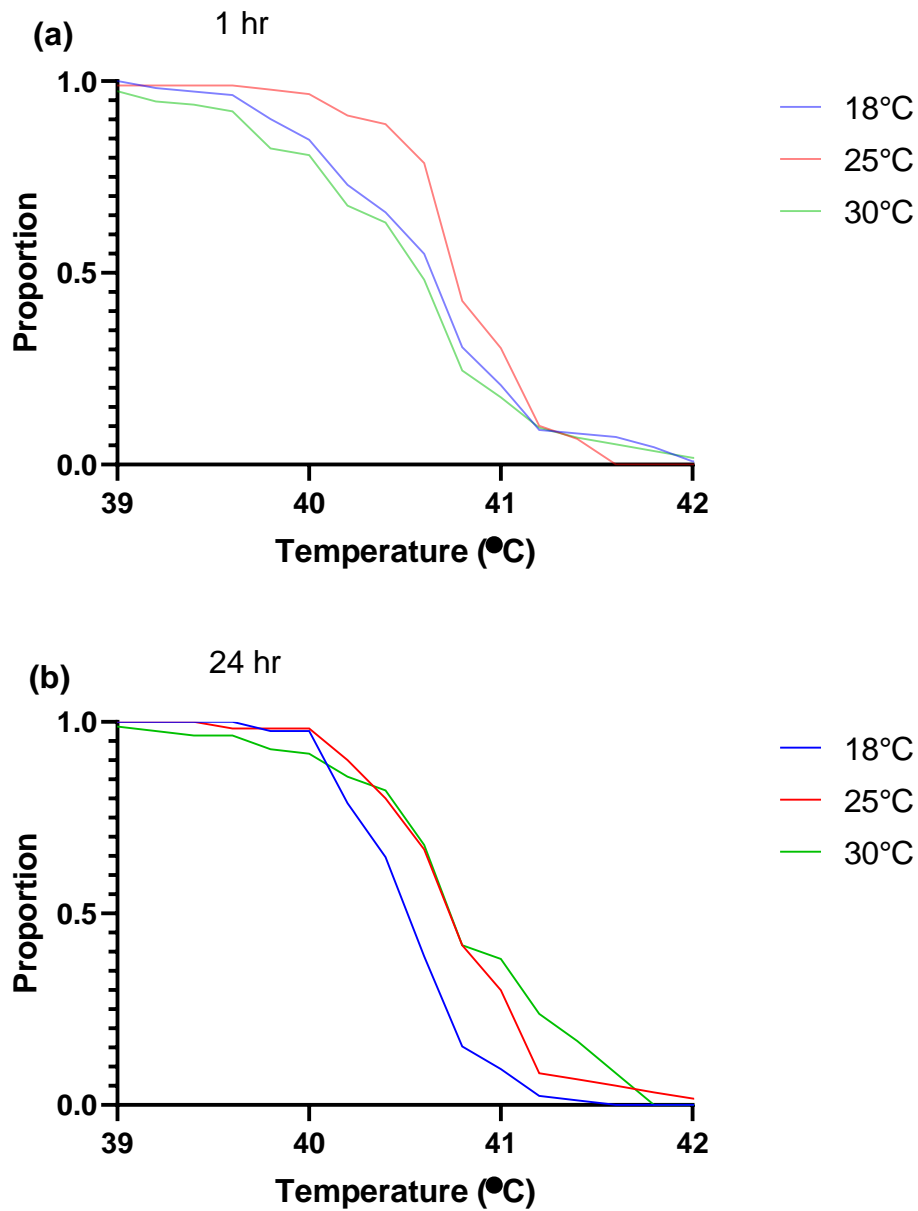 (a)
1 hr
1.0
0.5
0.0
Proportion
39 40 41 42
Temperature (●C)
18°C
25°C
30°C
(b)
24 hr
1.0
0.5
0.0
Proportion
39 40 41 42
Temperature (●C)
18°C
25°C
30°C